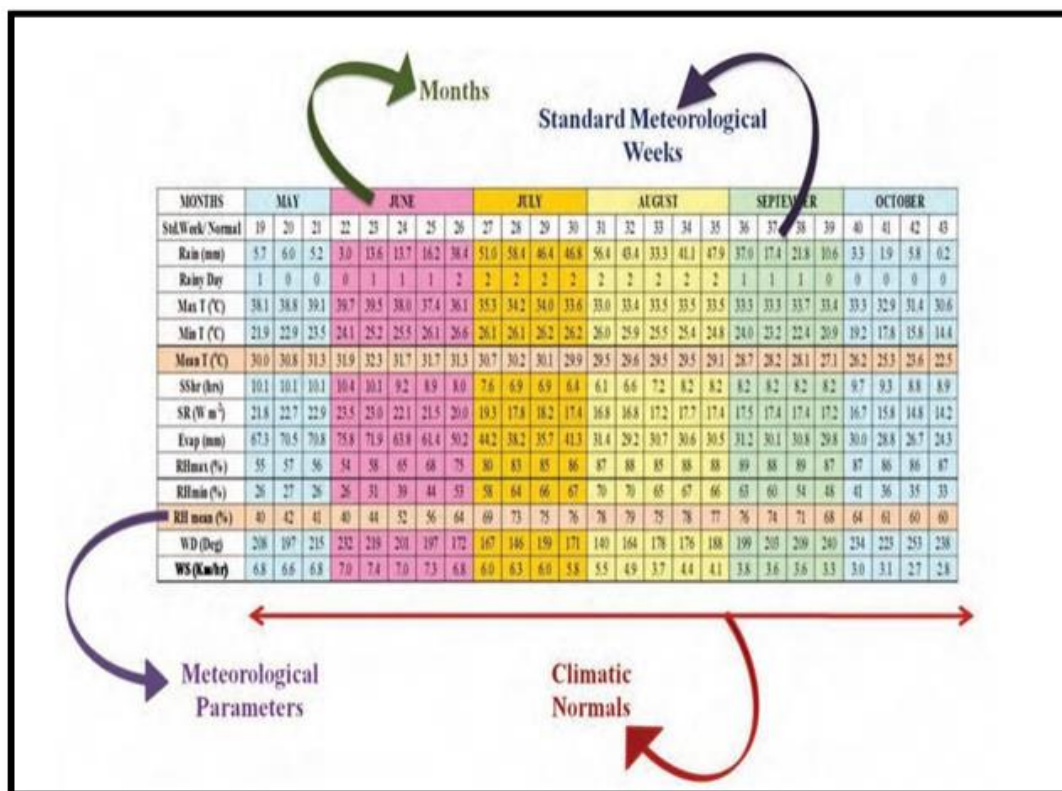 Months
Standard Meteorological
Weeks
MONTHS MAY JUNE JULY AUGUST SEPTEMBER OCTOBER
Std.Week/ Normal 19 20 21 22 23 24 25 26 27 28 29 30 31 32 33 34 35 36 37 38 39 40 41 42 43
Rain (mm) 5.7 6.0 5.2 3.0 13.6 13.7 16.2 38.4 51.0 58.4 46.4 46.8 56.4 43.4 33.3 41.1 47.9 37.0 17.4 21.8 10.6 3.3 1.9 5.8 0.2
Rainy Day 1 0 0 0 1 1 1 2 2 2 2 2 2 2 2 2 2 1 1 1 0 0 0 0 0
Max T (°C) 38.1 38.8 39.1 39.7 39.5 38.0 37.4 36.1 35.3 34.2 34.0 33.6 33.0 33.4 33.5 33.5 33.5 33.3 33.3 33.7 33.4 33.3 32.9 31.4 30.6
Min T (°C) 21.9 22.9 23.5 24.1 25.2 25.5 26.1 26.6 26.1 26.1 26.2 26.2 26.0 25.9 25.5 25.4 24.8 24.0 23.2 22.4 20.9 19.2 17.8 15.8 14.4
Mean T (°C) 30.0 30.8 31.3 31.9 32.3 31.7 31.7 31.3 30.7 30.2 30.1 29.9 29.5 29.6 29.5 29.5 29.1 28.7 28.2 28.1 27.1 26.2 25.3 23.6 22.5
SShr (hrs) 10.1 10.1 10.1 10.4 10.1 9.2 8.9 8.0 7.6 6.9 6.9 6.4 6.1 6.6 7.2 8.2 8.2 8.2 8.2 8.2 8.2 9.7 9.3 8.8 8.9
SR (W m-2) 21.8 22.7 22.9 23.5 23.0 22.1 21.5 20.0 19.3 17.8 18.2 17.4 16.8 16.8 17.2 17.7 17.4 17.5 17.4 17.4 17.2 16.7 15.8 14.8 14.2
Evap (mm) 67.3 70.5 70.8 75.8 71.9 63.8 61.4 50.2 44.2 38.2 35.7 41.3 31.4 29.2 30.7 30.6 30.5 31.2 30.1 30.8 29.8 30.0 28.8 26.7 24.3
RHmax (%) 55 57 56 54 58 65 68 75 80 83 85 86 87 88 85 88 88 89 88 89 87 87 86 86 87
RHmin (%) 26 27 26 26 31 39 44 53 58 64 66 67 70 70 65 67 66 63 60 54 48 41 36 35 33
RH mean (%) 40 42 41 40 44 52 56 64 69 73 75 76 78 79 75 78 77 76 74 71 68 64 61 60 60
WD (Deg) 208 197 215 232 219 201 197 172 167 146 159 171 140 164 178 176 188 199 203 209 240 234 225 253 238
WS (Km/hr) 6.8 6.6 6.8 7.0 7.4 7.0 7.3 6.8 6.0 6.3 6.0 5.8 5.5 4.9 3.7 4.4 4.1 3.8 3.6 3.6 3.3 3.0 3.1 2.7 2.8
Meteorological
Parameters
Climatic
Normals